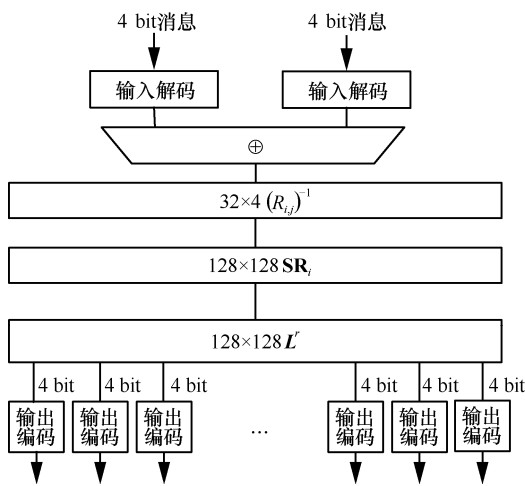 4 bit消息 4 bit消息
输入解码 输入解码
⊕
32×4 (Rᵢ,ⱼ)⁻¹
128×128 SRᵢ
128×128 Lʳ
4 bit 4 bit 4 bit 4 bit 4 bit 4 bit
输出编码 输出编码 输出编码 ... 输出编码 输出编码 输出编码